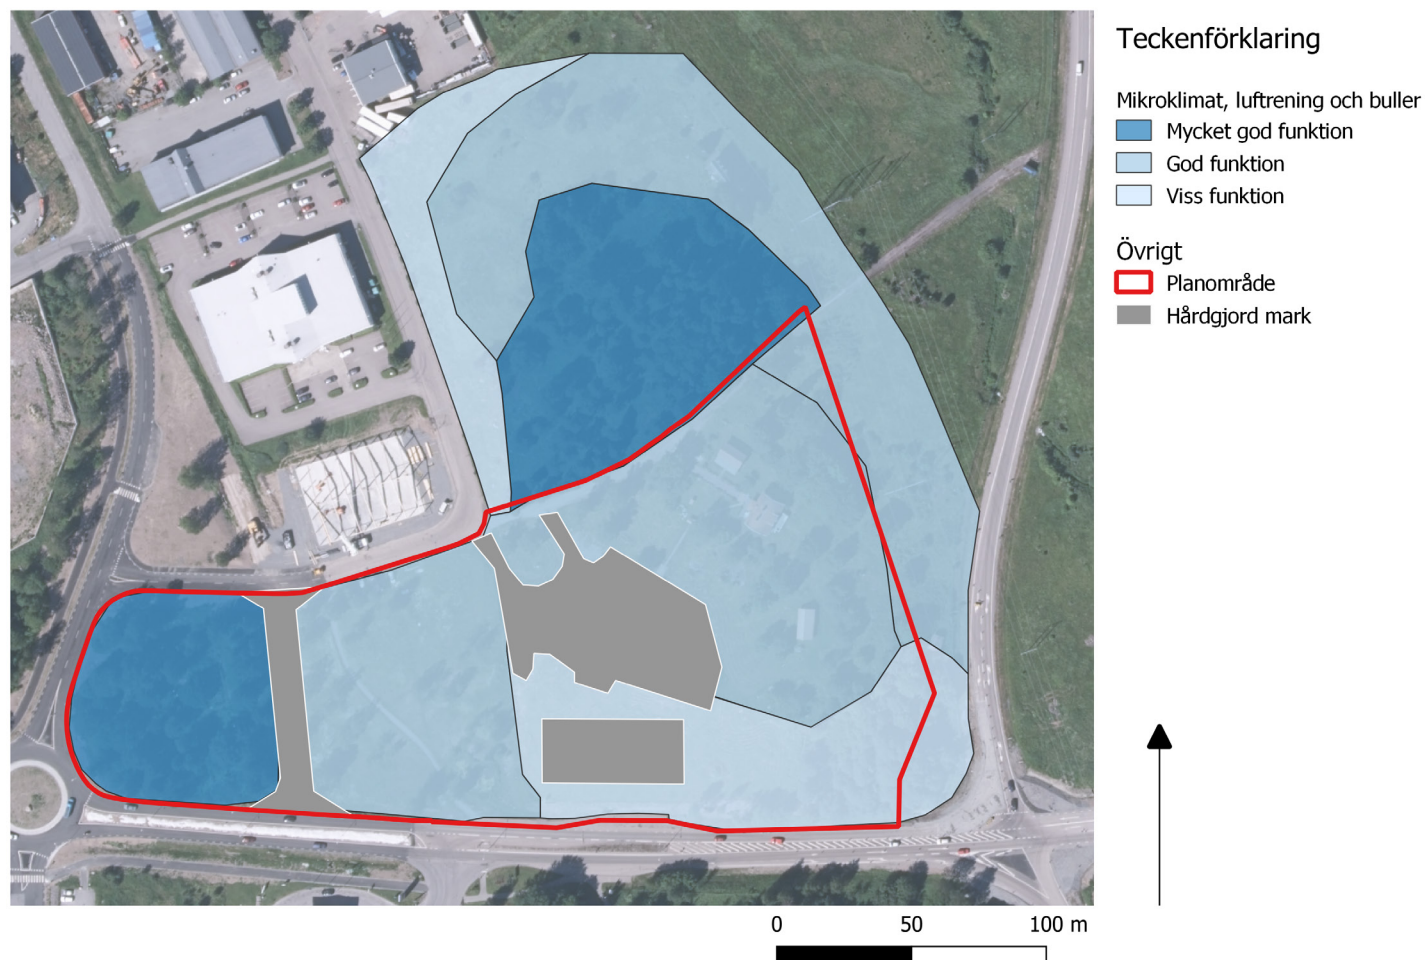 Teckenförklaring
Mikroklimat, luftrening och buller
Mycket god funktion
God funktion
Viss funktion
Övrigt
Planområde
Hårdgjord mark
0 50 100 m